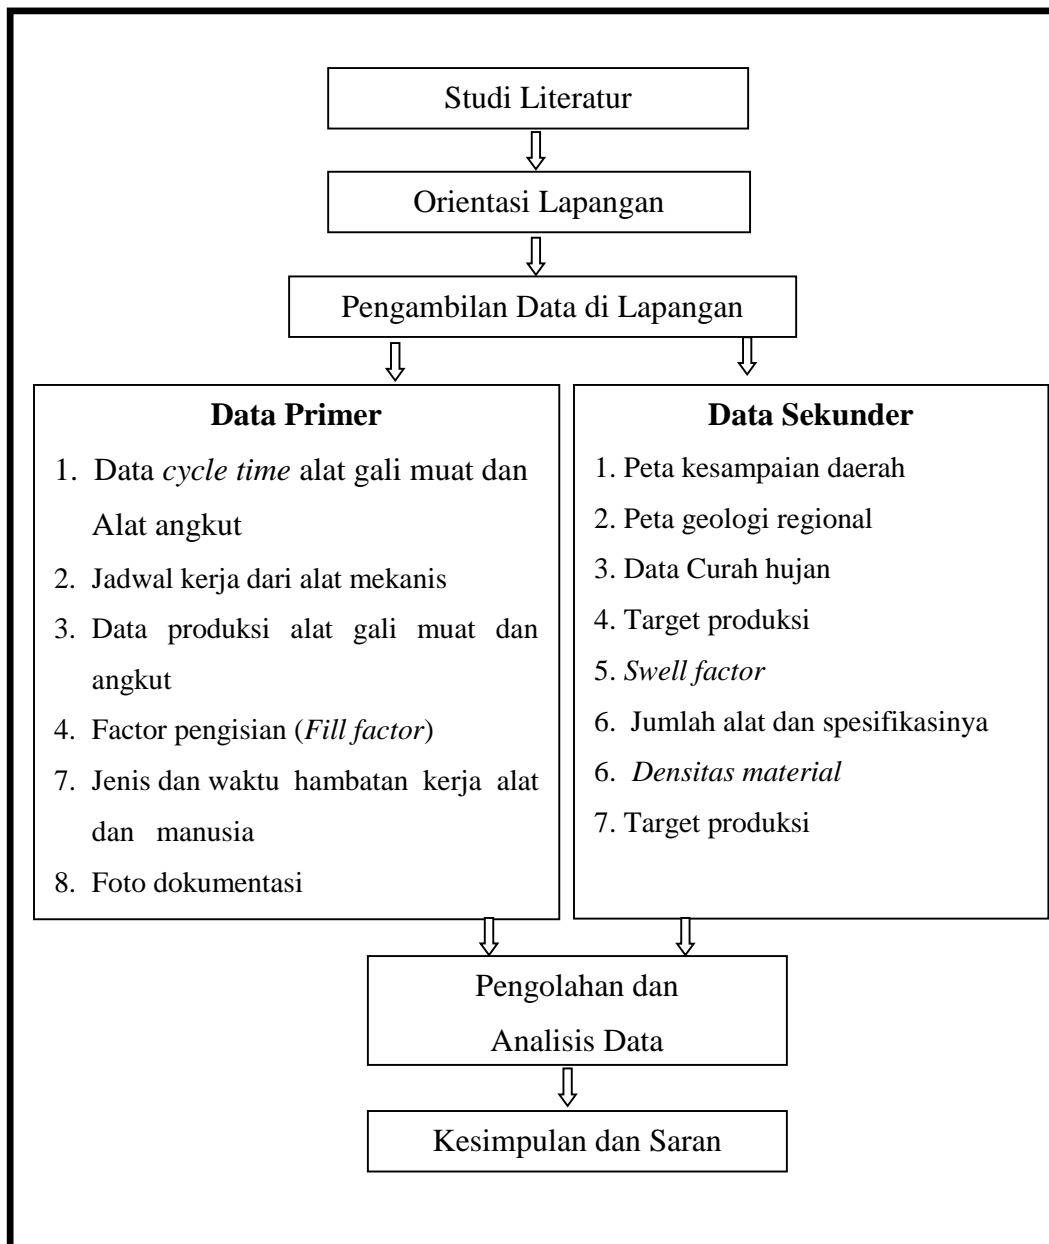 Studi Literatur
Orientasi Lapangan
Pengambilan Data di Lapangan
Data Primer
1. Data cycle time alat gali muat dan
Alat angkut
2. Jadwal kerja dari alat mekanis
3. Data produksi alat gali muat dan
angkut
4. Factor pengisian (Fill factor)
7. Jenis dan waktu hambatan kerja alat
dan manusia
8. Foto dokumentasi
Data Sekunder
1. Peta kesampaian daerah
2. Peta geologi regional
3. Data Curah hujan
4. Target produksi
5. Swell factor
6. Jumlah alat dan spesifikasinya
6. Densitas material
7. Target produksi
Pengolahan dan
Analisis Data
Kesimpulan dan Saran